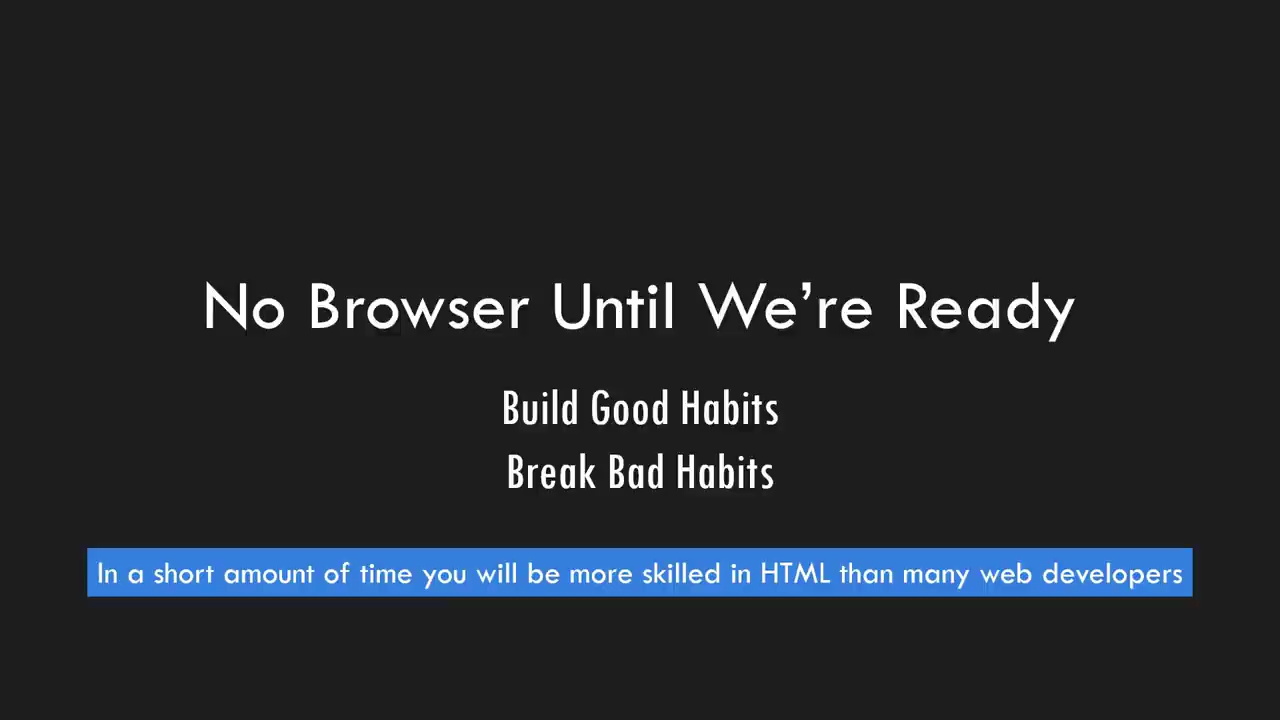 No Browser Until We’re Ready
Build Good Habits
Break Bad Habits
In a short amount of time you will be more skilled in HTML than many web developers